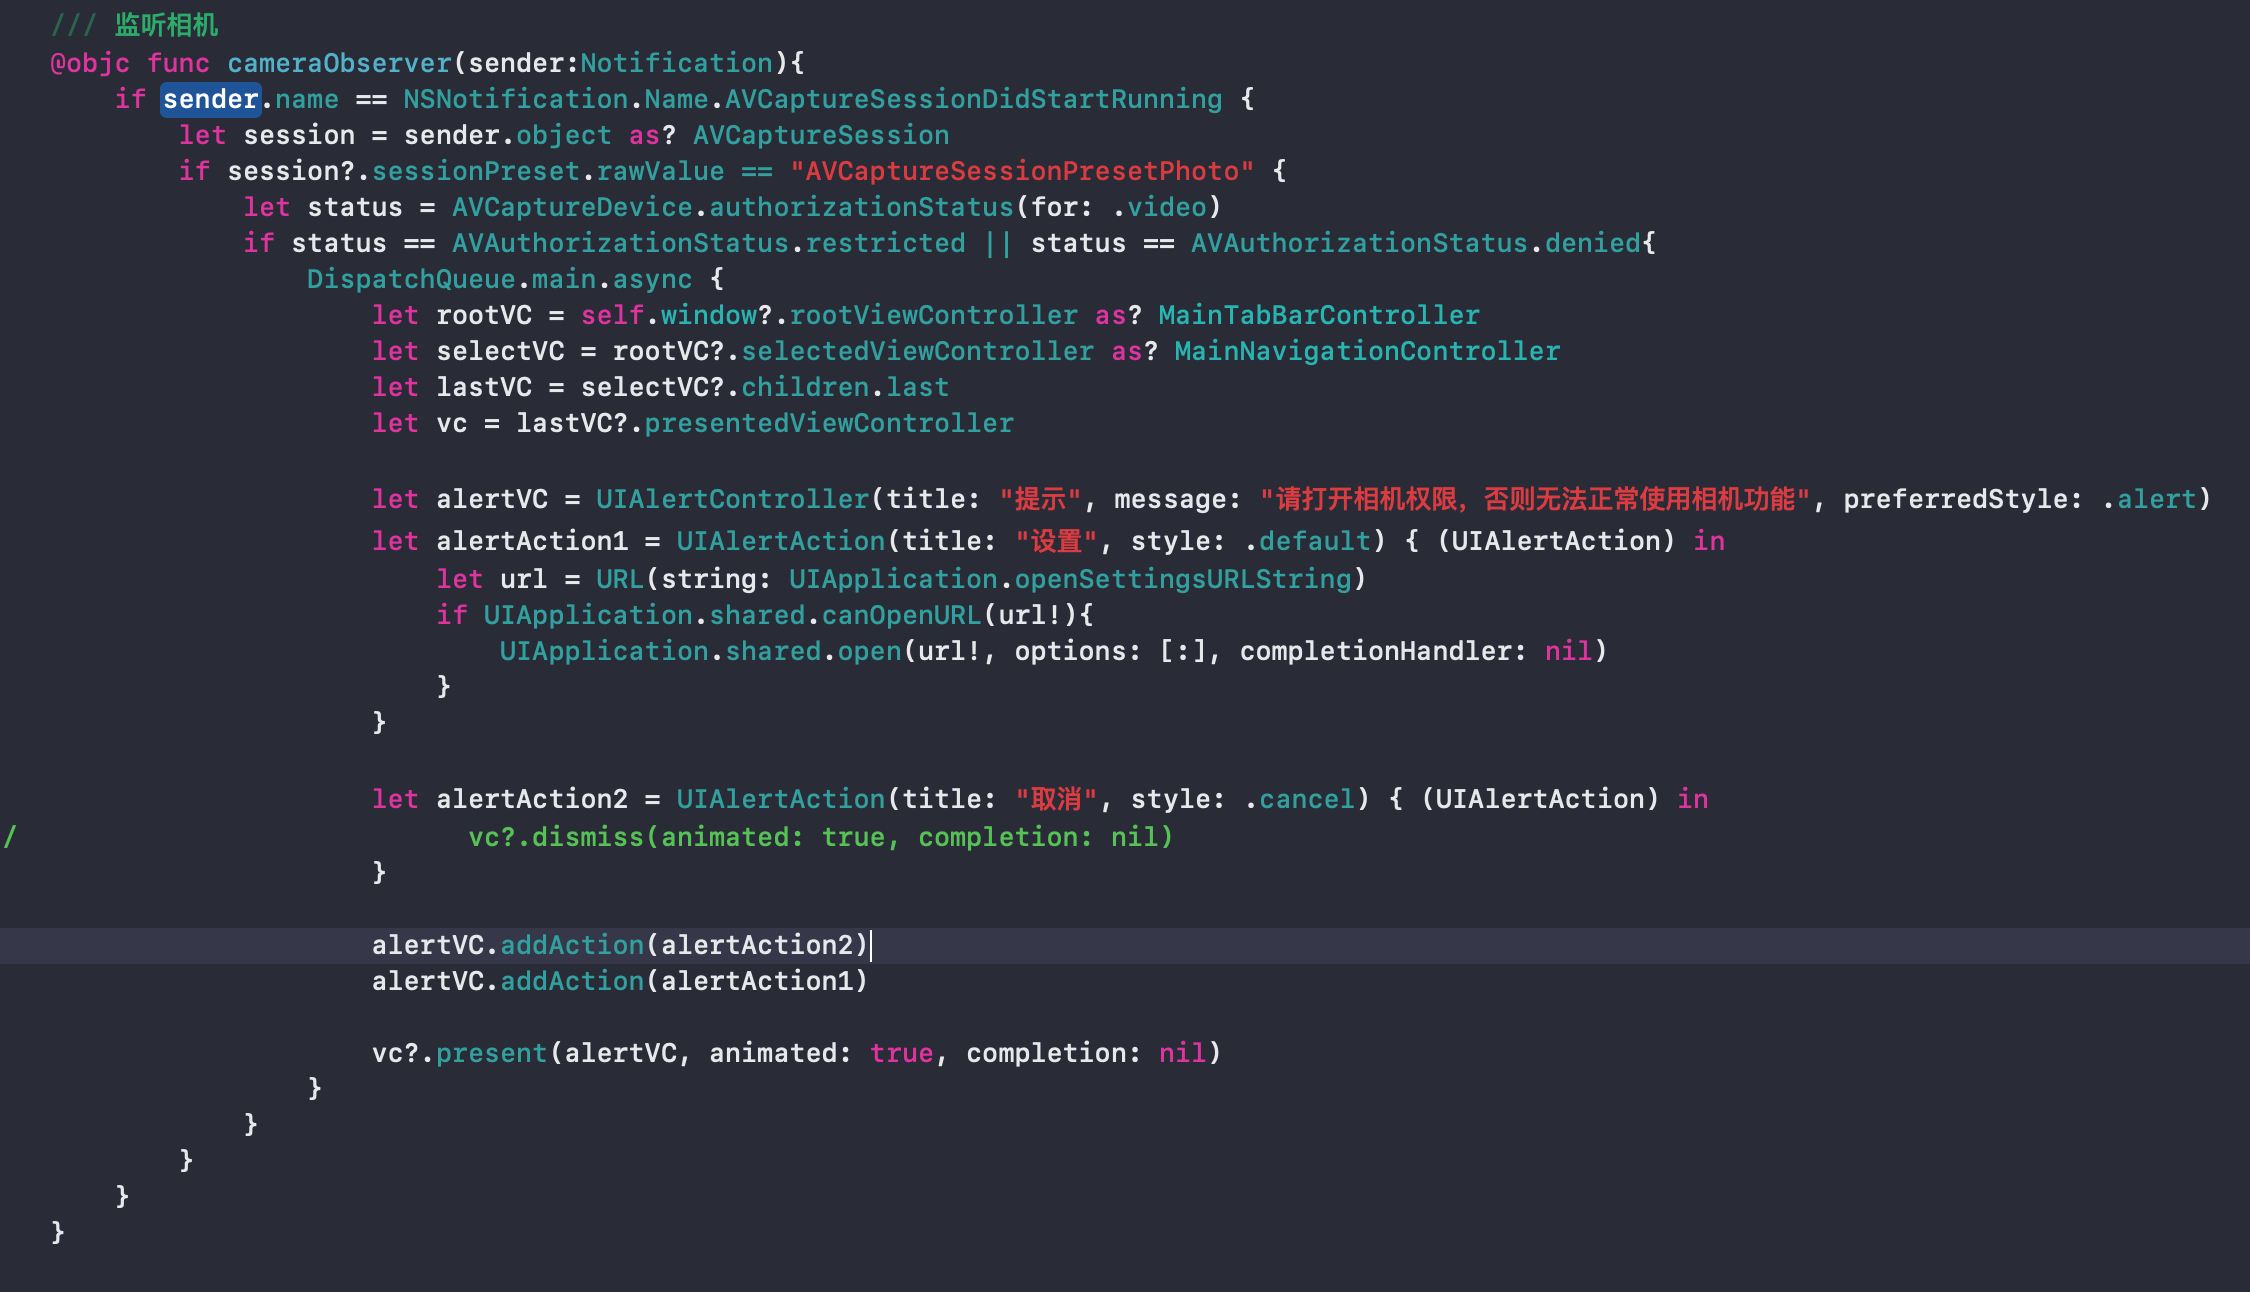 /// 监听相机
@objc func cameraObserver(sender:Notification){
if sender.name == NSNotification.Name.AVCaptureSessionDidStartRunning {
let session = sender.object as? AVCaptureSession
if session?.sessionPreset.rawValue == "AVCaptureSessionPresetPhoto" {
let status = AVCaptureDevice.authorizationStatus(for: .video)
if status == AVAuthorizationStatus.restricted || status == AVAuthorizationStatus.denied{
DispatchQueue.main.async {
let rootVC = self.window?.rootViewController as? MainTabBarController
let selectVC = rootVC?.selectedViewController as? MainNavigationController
let lastVC = selectVC?.children.last
let vc = lastVC?.presentedViewController
let alertVC = UIAlertController(title: "提示", message: "请打开相机权限，否则无法正常使用相机功能", preferredStyle: .alert)
let alertAction1 = UIAlertAction(title: "设置", style: .default) { (UIAlertAction) in
let url = URL(string: UIApplication.openSettingsURLString)
if UIApplication.shared.canOpenURL(url!){
UIApplication.shared.open(url!, options: [:], completionHandler: nil)
}
}
let alertAction2 = UIAlertAction(title: "取消", style: .cancel) { (UIAlertAction) in
/ vc?.dismiss(animated: true, completion: nil)
}
alertVC.addAction(alertAction2)
alertVC.addAction(alertAction1)
vc?.present(alertVC, animated: true, completion: nil)
}
}
}
}
}